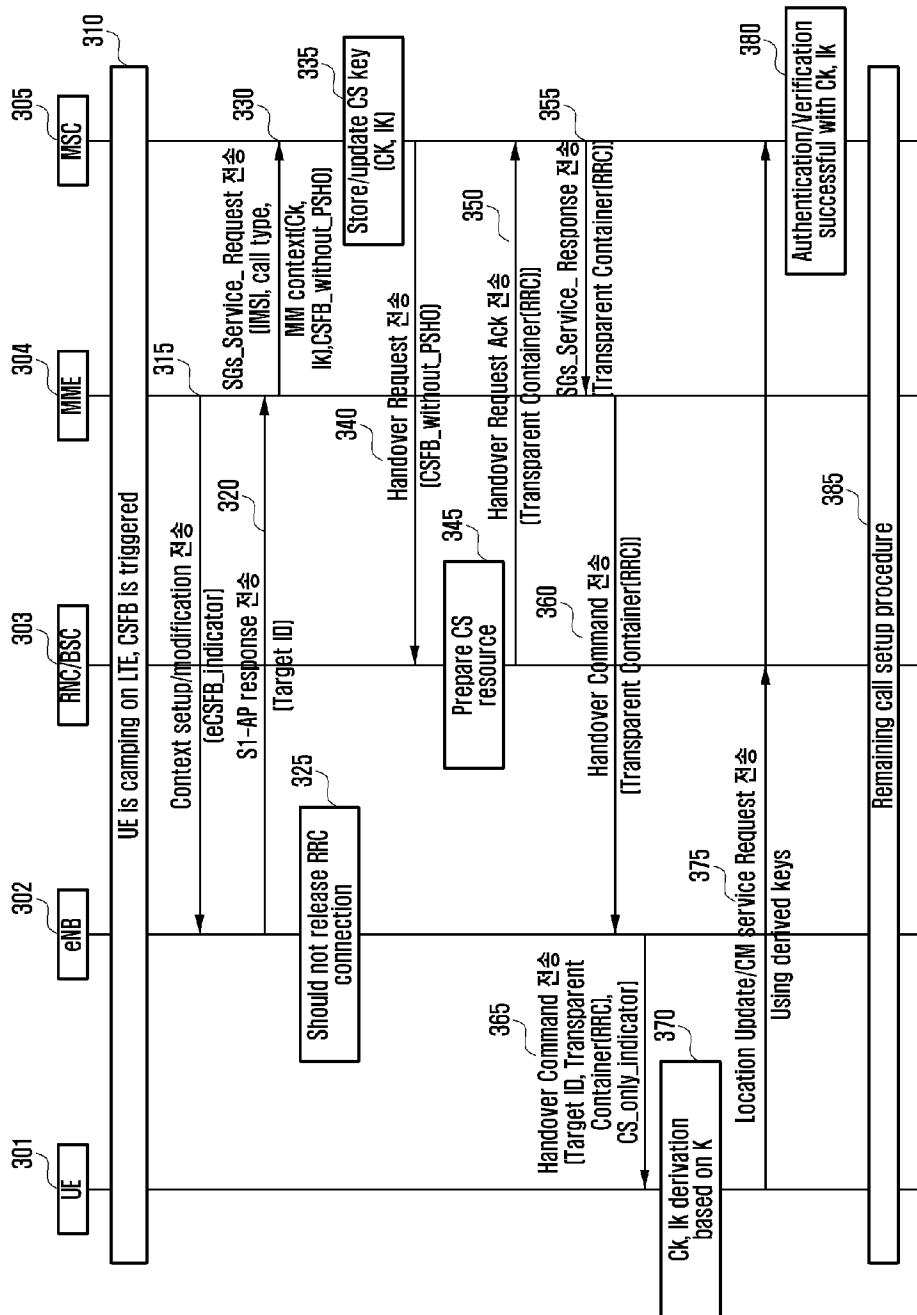 301
UE
302
eNB
303
RNC/BSC
304
MME
305
MSC
310
UE is camping on LTE, CSFB is triggered
315
Context setup/modification 전송
(eCSFB_indicator)
320
S1-AP response 전송
(Target ID)
325
Should not release RRC
connection
SGs_Service_Request 전송
(IMSI, call type,
330
MM context(Ck,
IK),CSFB_without_PSHO)
335
Store/update CS key
(CK, IK)
340
Handover Request 전송
(CSFB_without_PSHO)
345
Prepare CS
resource
350
Handover Request Ack 전송
(Transparent Container(RRC))
355
SGs_Service_Response 전송
(Transparent Container(RRC)
360
Handover Command 전송
(Transparent Container(RRC))
365
Handover Command 전송
(Target ID, Transparent
Container(RRC),
CS_only_indicator)
370
CK, IK derivation
based on K
375
Location Update/CM service Request 전송
Using derived keys
380
Authentication/Verification
successful with Ck, Ik
385
Remaining call setup procedure